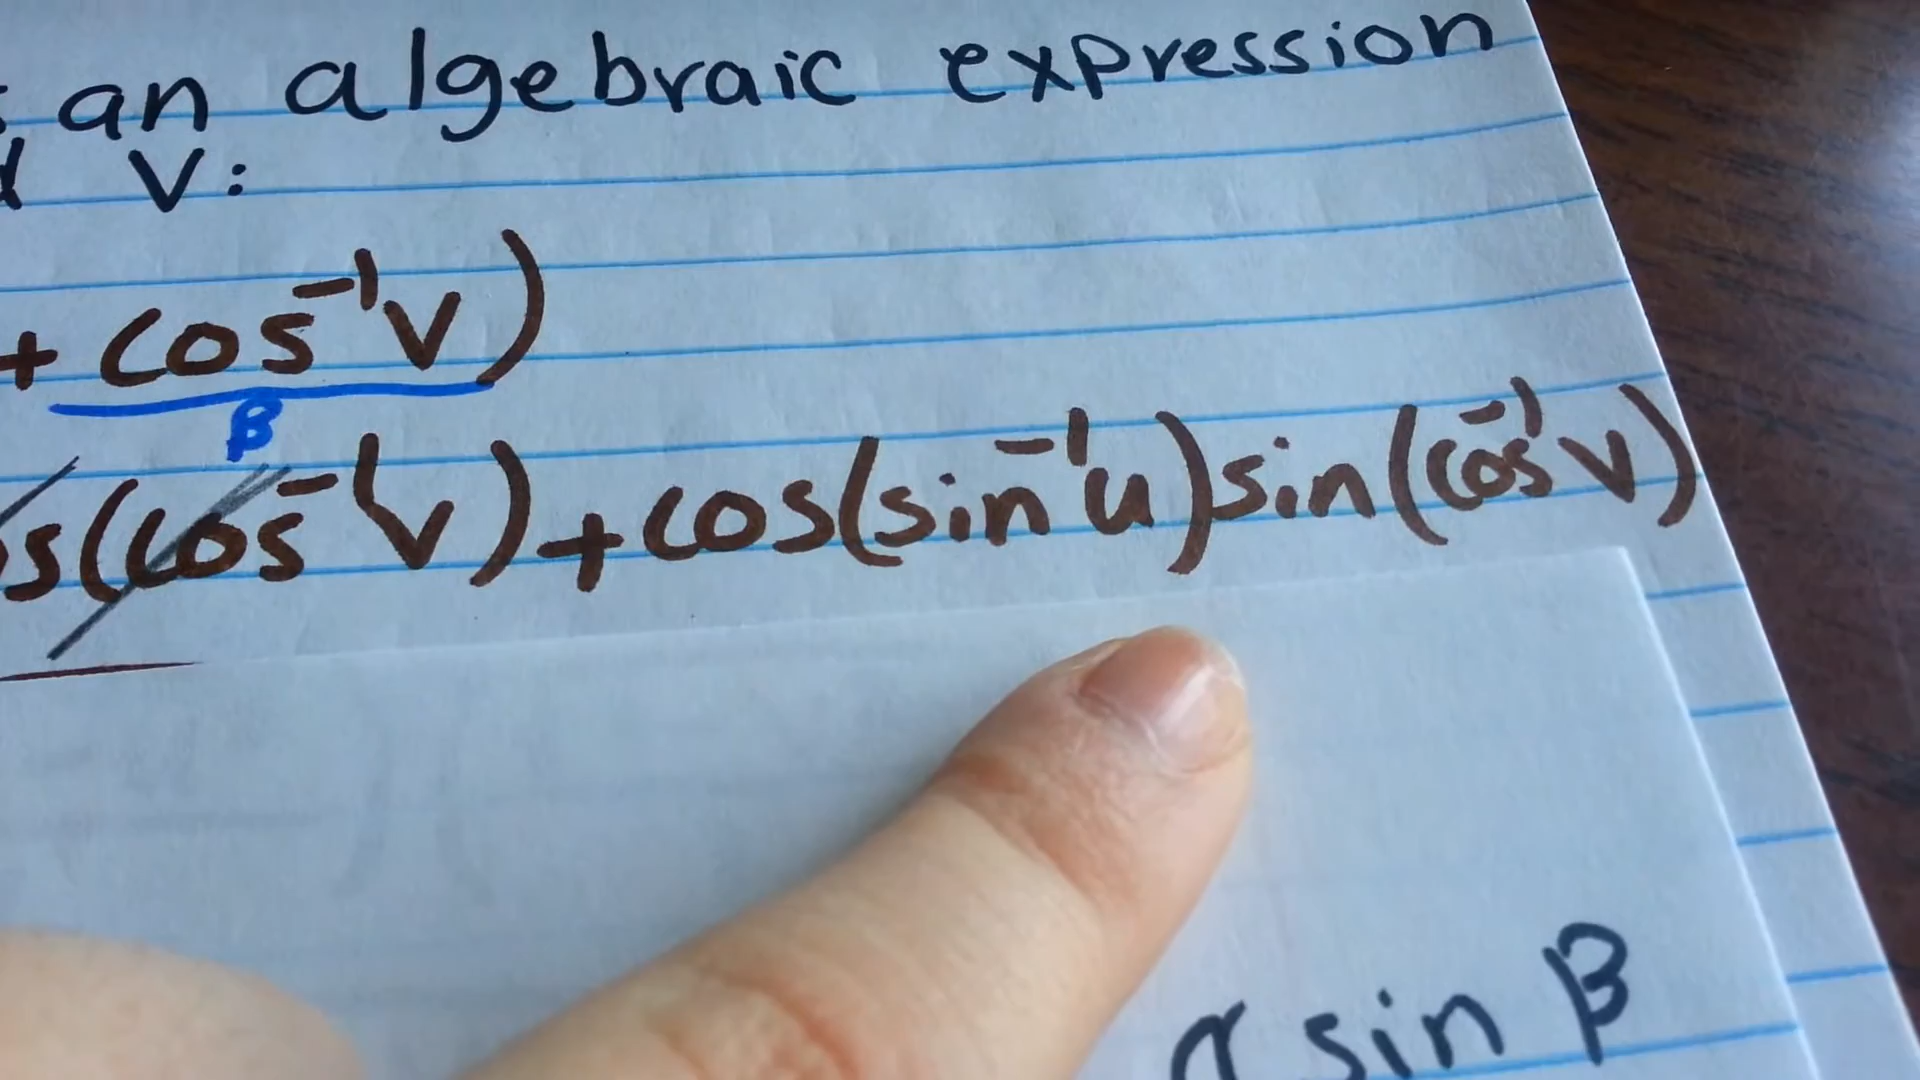 an algebraic expression
V:
+ cos⁻¹v)
β
s(cos⁻¹v)+cos(sin⁻¹u)sin(cos⁻¹v)
sin β